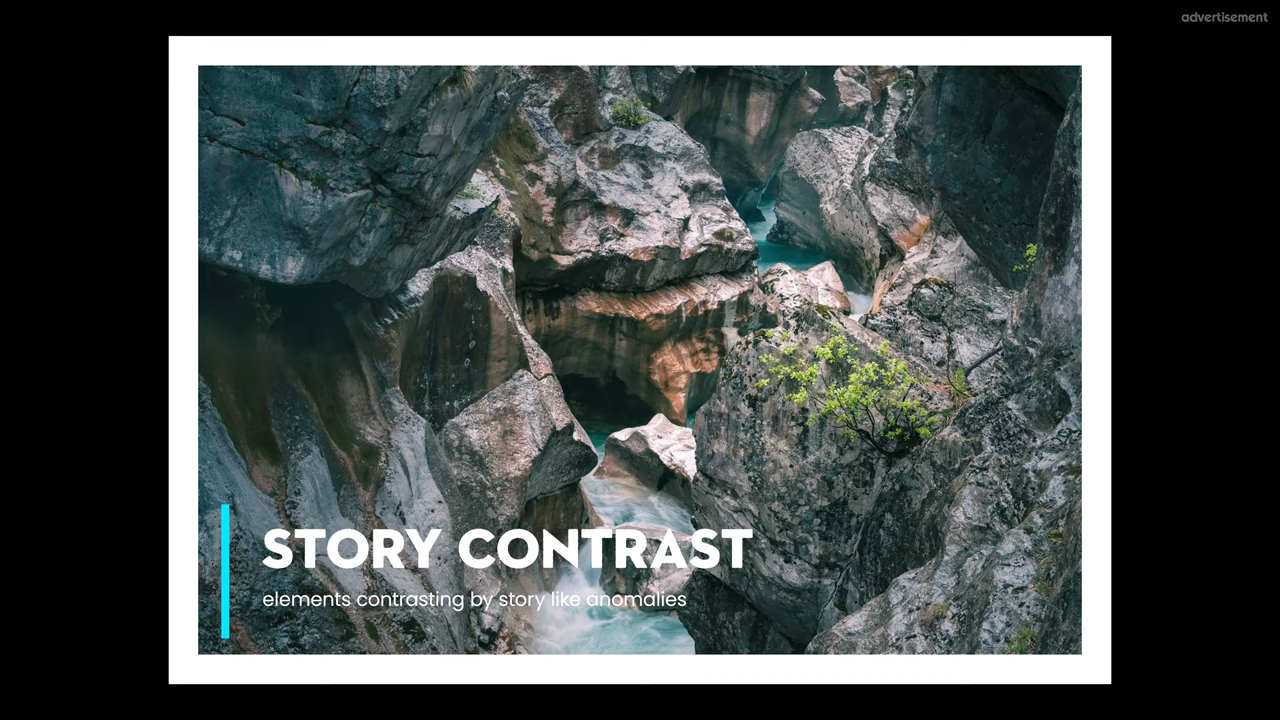 advertisement
STORY CONTRAST
elements contrasting by story like anomalies